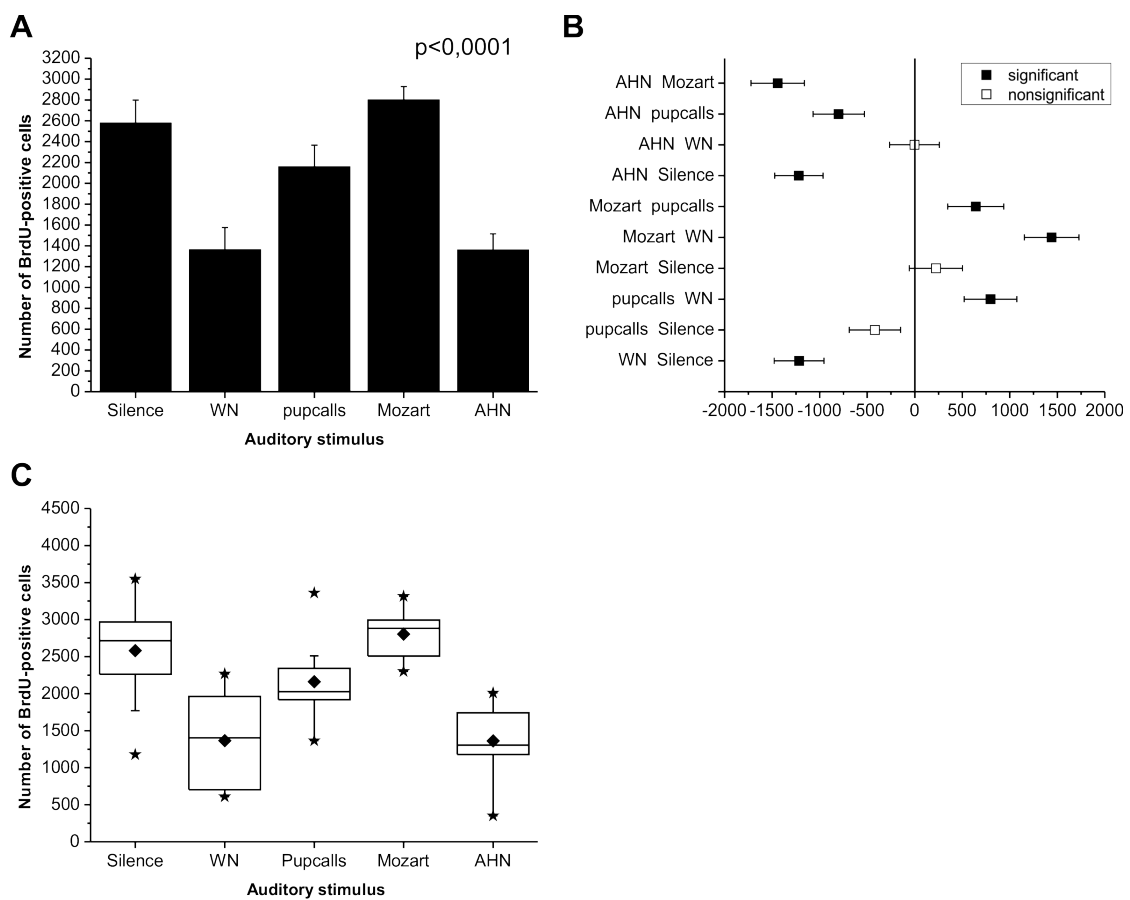 A
p<0,0001
3200
3000
2800
2600
2400
2200
2000
1800
1600
1400
1200
1000
800
600
400
200
0
Number of BrdU-positive cells
Silence WN pupcalls Mozart AHN
Auditory stimulus
B
significant
nonsignificant
AHN Mozart
AHN pupcalls
AHN WN
AHN Silence
Mozart pupcalls
Mozart WN
Mozart Silence
pupcalls WN
pupcalls Silence
WN Silence
-2000 -1500 -1000 -500 0 500 1000 1500 2000
C
4500
4000
3500
3000
2500
2000
1500
1000
500
0
Number of BrdU-positive cells
Silence WN Pupcalls Mozart AHN
Auditory stimulus